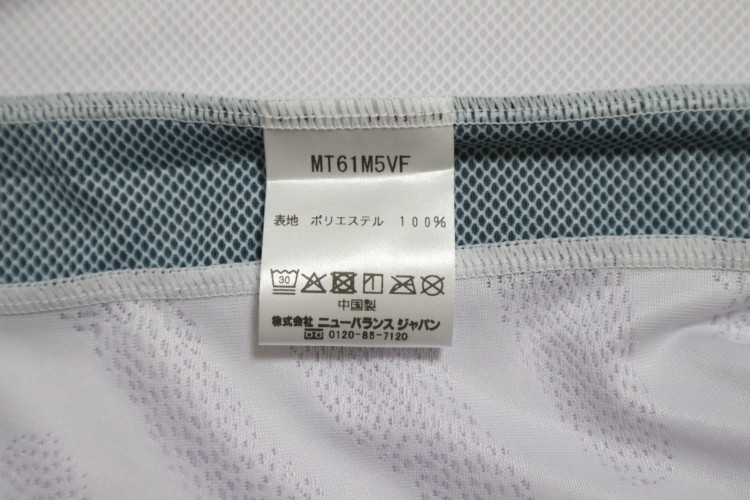 MT61M5VF
表地 ポリエステル 100%
30
中国製
株式会社 ニューバランス ジャパン
0120-85-7120